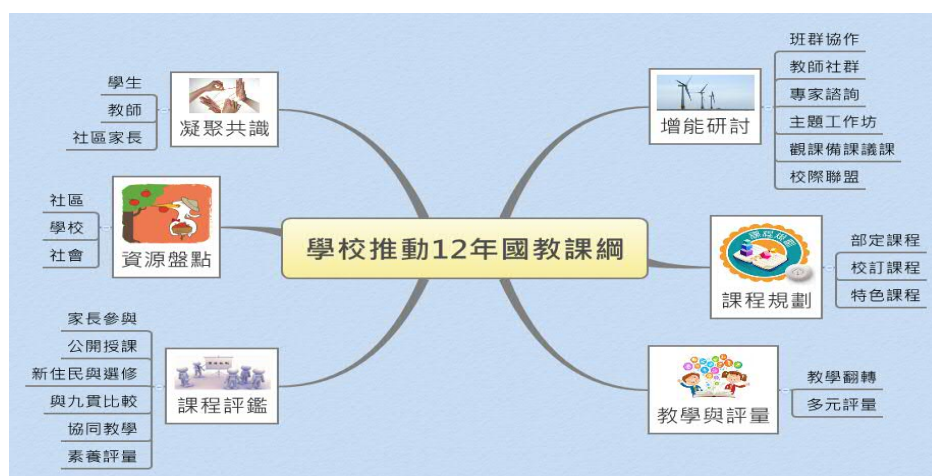 學校推動12年國教課綱
凝聚共識
學生
教師
社區家長
資源盤點
社區
學校
社會
課程評鑑
家長參與
公開授課
新住民與選修
與九貫比較
協同教學
素養評量
增能研討
班群協作
教師社群
專家諮詢
主題工作坊
觀課備課議課
校際聯盟
課程規劃
課程規劃
部定課程
校訂課程
特色課程
教學與評量
教學翻轉
多元評量